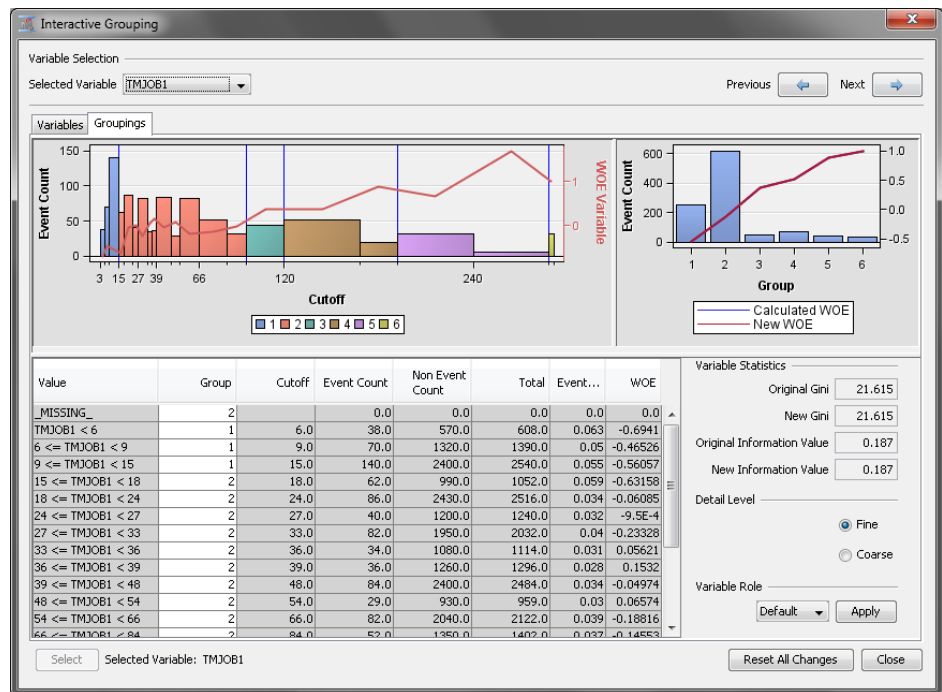 Interactive Grouping
Variable Selection
Selected Variable TMJOB1 Previous Next
Variables Groupings
150
100
50
0
Event Count
1
0
WOE Variable
3 15 27 39 66 120 240
Cutoff
1 2 3 4 5 6
600
400
200
0
Event Count
1.0
0.5
0.0
-0.5
1 2 3 4 5 6
Group
Calculated WOE
New WOE
Value Group Cutoff Event Count Non Event Count Total Event... WOE
_MISSING_ 2 0.0 0.0 0.0 0.0 0.0
TMJOB1 < 6 1 6.0 38.0 570.0 608.0 0.063 -0.6941
6 <= TMJOB1 < 9 1 9.0 70.0 1320.0 1390.0 0.05 -0.46526
9 <= TMJOB1 < 15 1 15.0 140.0 2400.0 2540.0 0.055 -0.56057
15 <= TMJOB1 < 18 2 18.0 62.0 990.0 1052.0 0.059 -0.63158
18 <= TMJOB1 < 24 2 24.0 86.0 2430.0 2516.0 0.034 -0.06085
24 <= TMJOB1 < 27 2 27.0 40.0 1200.0 1240.0 0.032 -9.5E-4
27 <= TMJOB1 < 33 2 33.0 82.0 1950.0 2032.0 0.04 -0.23328
33 <= TMJOB1 < 36 2 36.0 34.0 1080.0 1114.0 0.031 0.05621
36 <= TMJOB1 < 39 2 39.0 36.0 1260.0 1296.0 0.028 0.1532
39 <= TMJOB1 < 48 2 48.0 84.0 2400.0 2484.0 0.034 -0.04974
48 <= TMJOB1 < 54 2 54.0 29.0 930.0 959.0 0.03 0.06574
54 <= TMJOB1 < 66 2 66.0 82.0 2040.0 2122.0 0.039 -0.18816
66 <= TMJOB1 < 84 2 84.0 52.0 1350.0 1402.0 0.037 -0.14553
Variable Statistics
Original Gini 21.615
New Gini 21.615
Original Information Value 0.187
New Information Value 0.187
Detail Level
Fine
Coarse
Variable Role
Default Apply
Select Selected Variable: TMJOB1 Reset All Changes Close